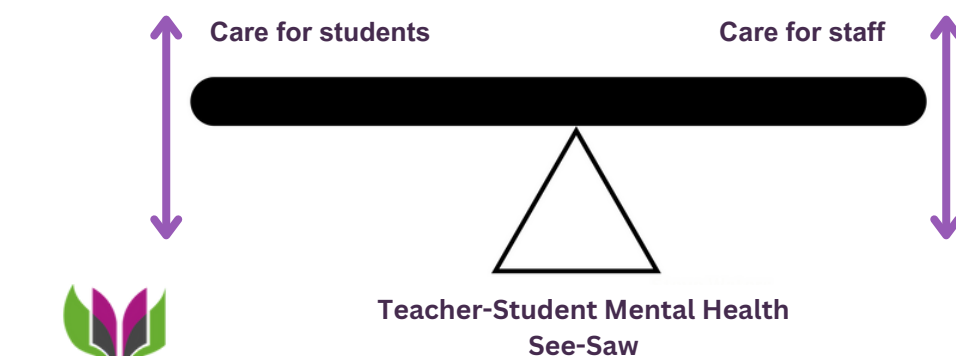 Care for students
Care for staff
Teacher-Student Mental Health
See-Saw